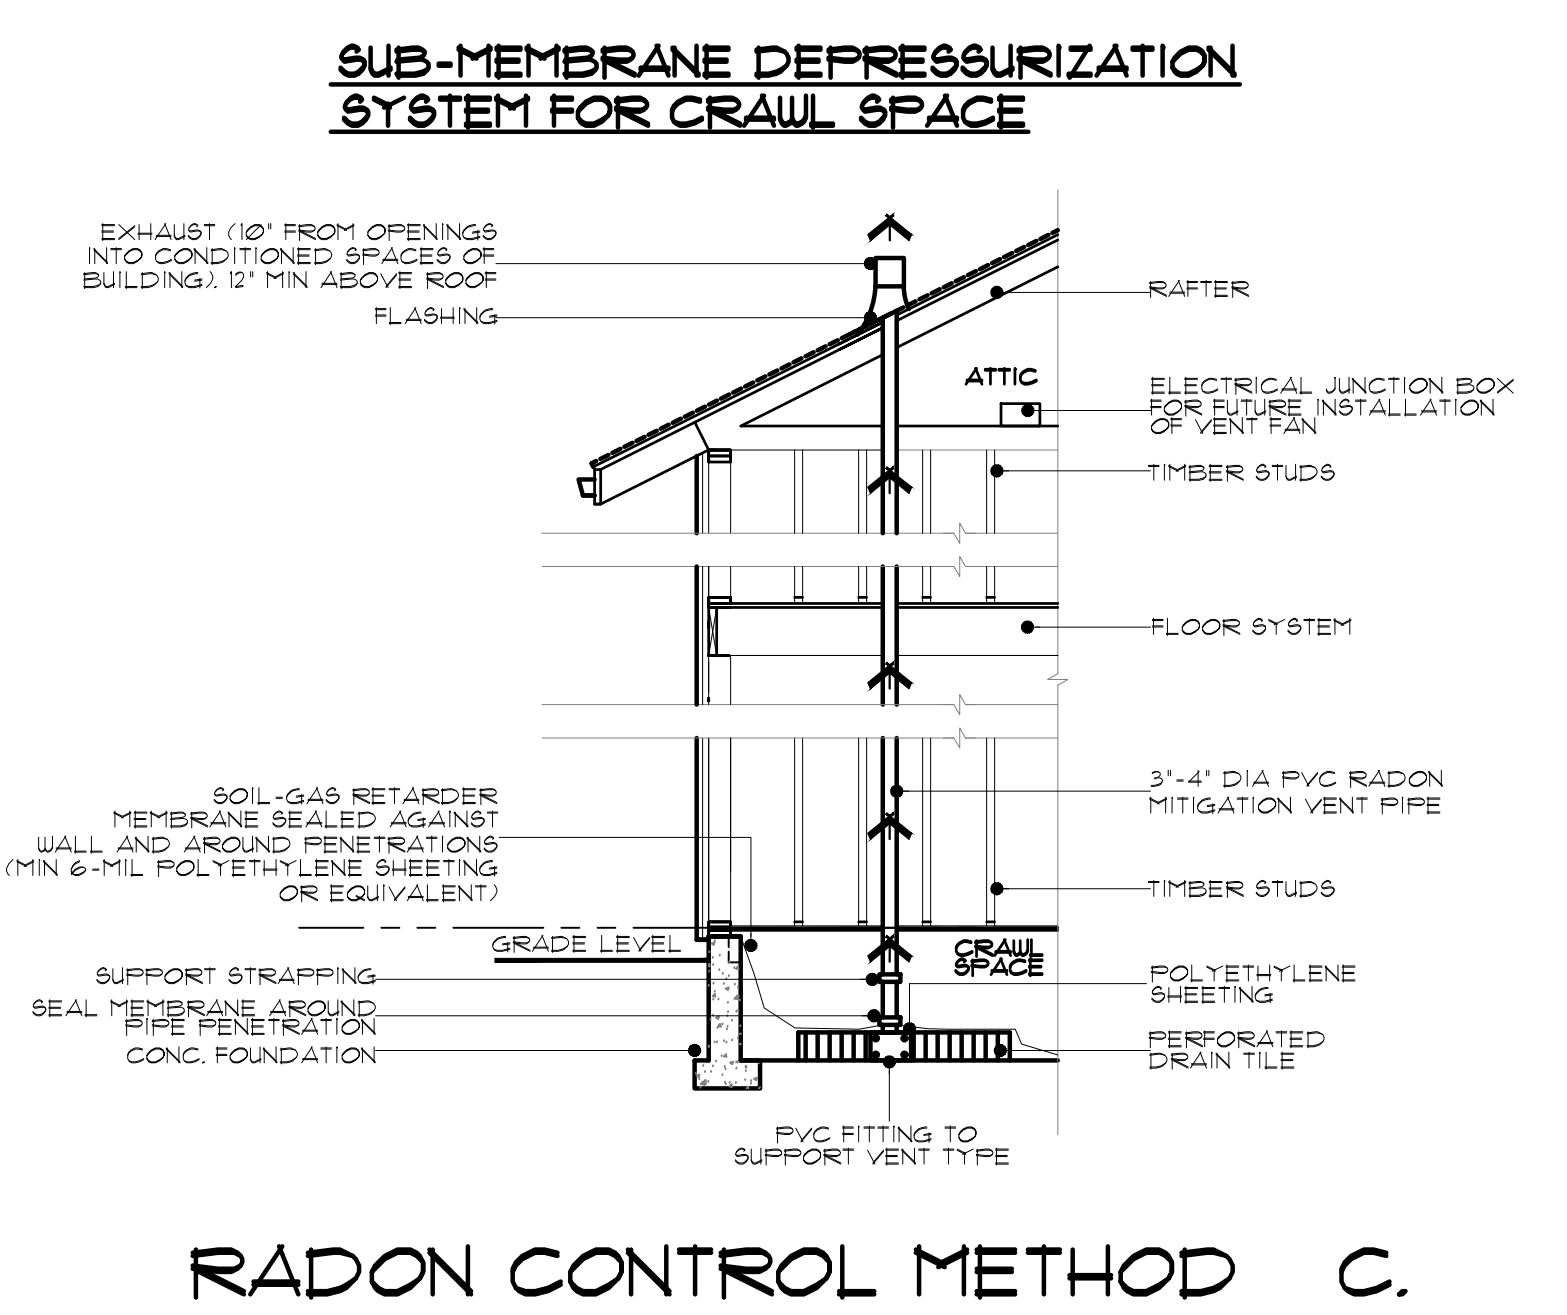 SUB-MEMBRANE DEPRESSURIZATION
SYSTEM FOR CRAWL SPACE
EXHAUST (10" FROM OPENINGS
INTO CONDITIONED SPACES OF
BUILDING). 12" MIN ABOVE ROOF
FLASHING
RAFTER
ATTIC
ELECTRICAL JUNCTION BOX
FOR FUTURE INSTALLATION
OF VENT FAN
TIMBER STUDS
FLOOR SYSTEM
3"-4" DIA PVC RADON
MITIGATION VENT PIPE
SOIL-GAS RETARDER
MEMBRANE SEALED AGAINST
WALL AND AROUND PENETRATIONS
(MIN 6-MIL POLYETHYLENE SHEETING
OR EQUIVALENT)
TIMBER STUDS
GRADE LEVEL
CRAWL
SPACE
SUPPORT STRAPPING
POLYETHYLENE
SHEETING
SEAL MEMBRANE AROUND
PIPE PENETRATION
CONC. FOUNDATION
PERFORATED
DRAIN TILE
PVC FITTING TO
SUPPORT VENT TYPE
RADON CONTROL METHOD C.